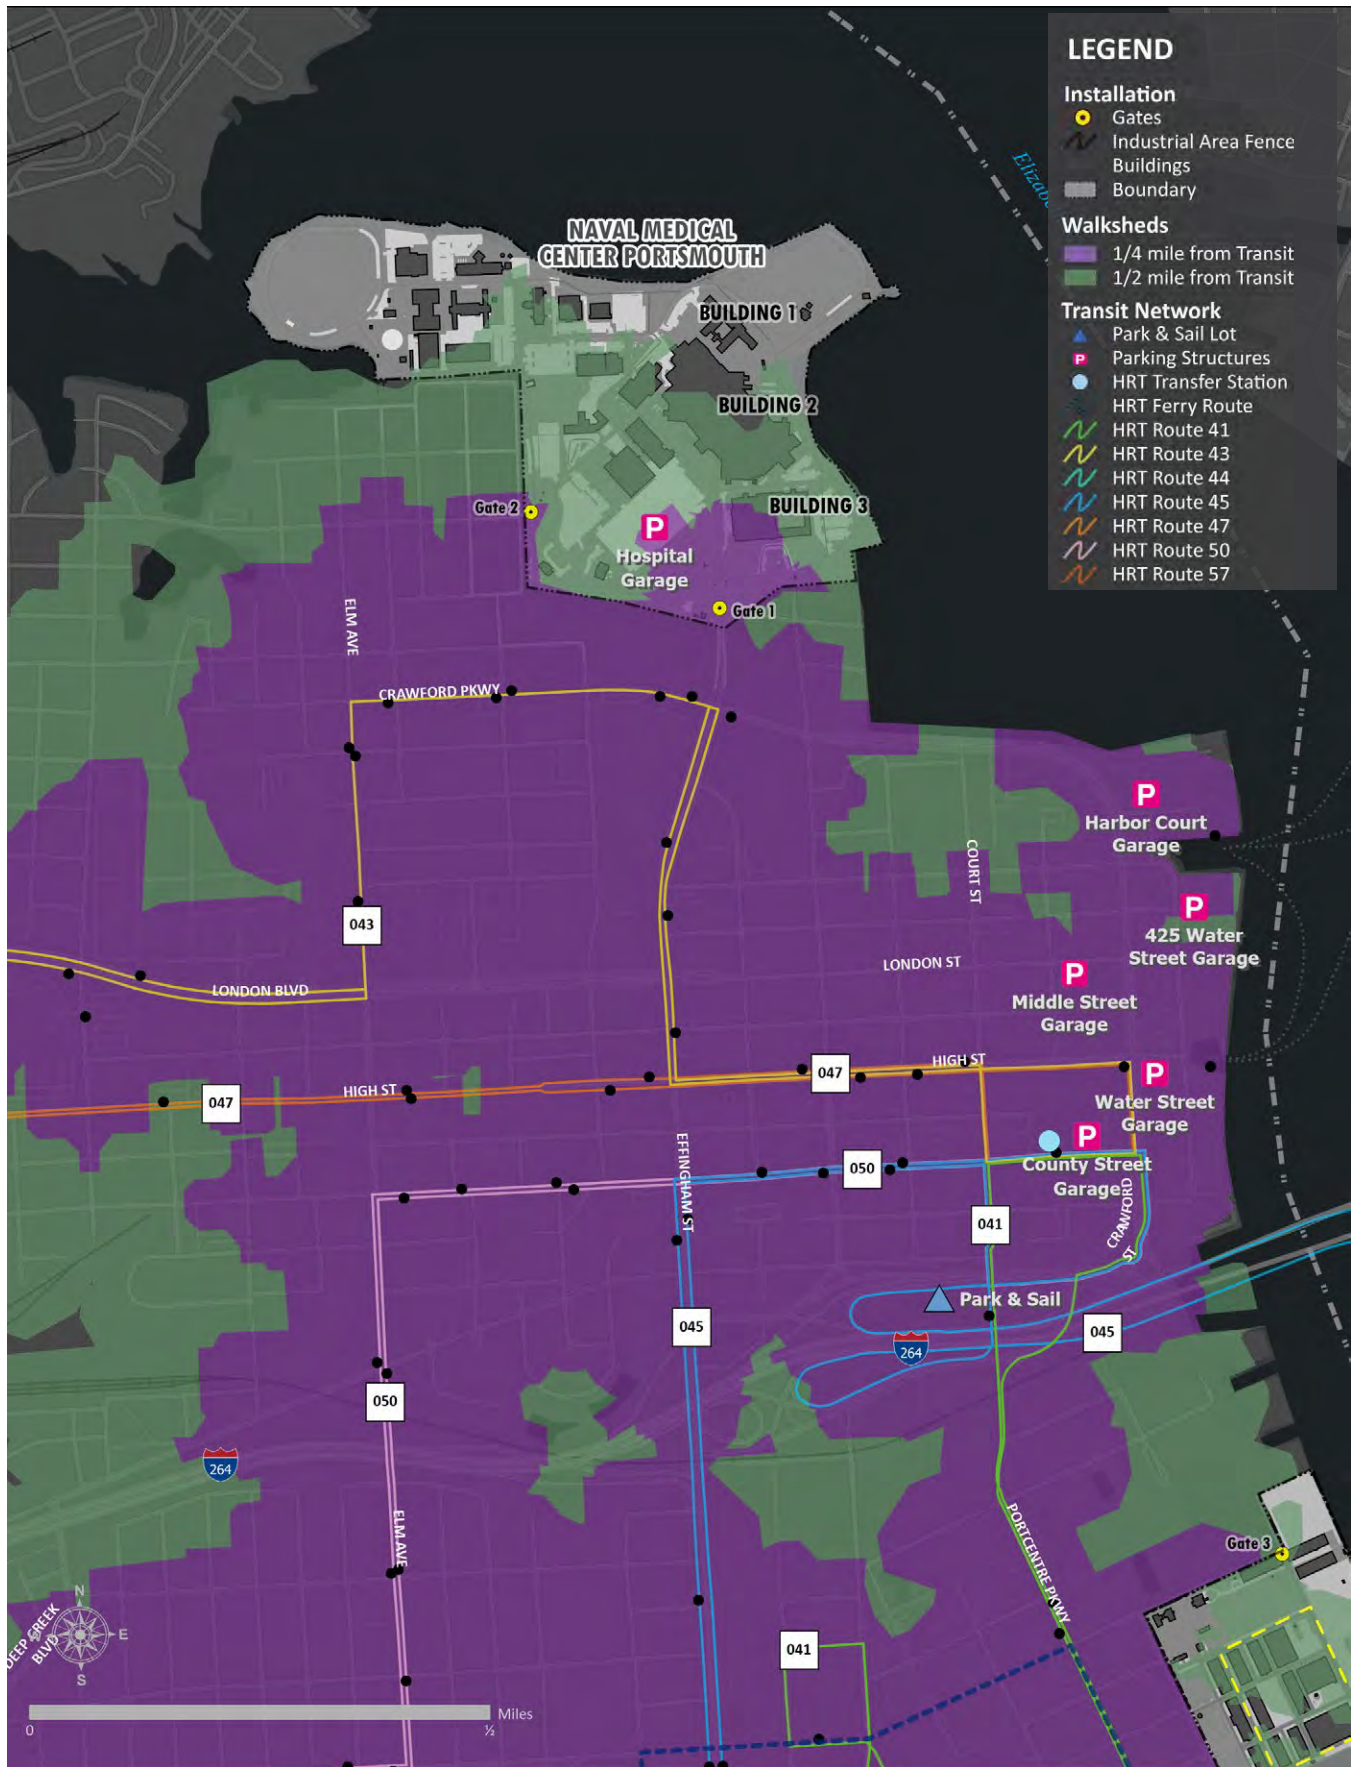 LEGEND
Installation
Gates
Industrial Area Fence
Buildings
Boundary
Walksheds
1/4 mile from Transit
1/2 mile from Transit
Transit Network
Park & Sail Lot
P Parking Structures
HRT Transfer Station
HRT Ferry Route
HRT Route 41
HRT Route 43
HRT Route 44
HRT Route 45
HRT Route 47
HRT Route 50
HRT Route 57
NAVAL MEDICAL
CENTER PORTSMOUTH
BUILDING 1
BUILDING 2
BUILDING 3
Gate 2
P
Hospital
Garage
Gate 1
ELM AVE
CRAWFORD PKWY
P
Harbor Court
Garage
COURT ST
P
425 Water
Street Garage
043
LONDON ST
P
Middle Street
Garage
LONDON BLVD
HIGH ST
047
HIGH ST
047
P
Water Street
Garage
P
County Street
Garage
EFFINGHAM ST
050
041
CRAWFORD
ST
Park & Sail
045
045
264
050
264
ELM AVE
PORTCENTRE PKWY
Gate 3
041
N
E
S
DEEP CREEK
BLVD
Miles
0
½